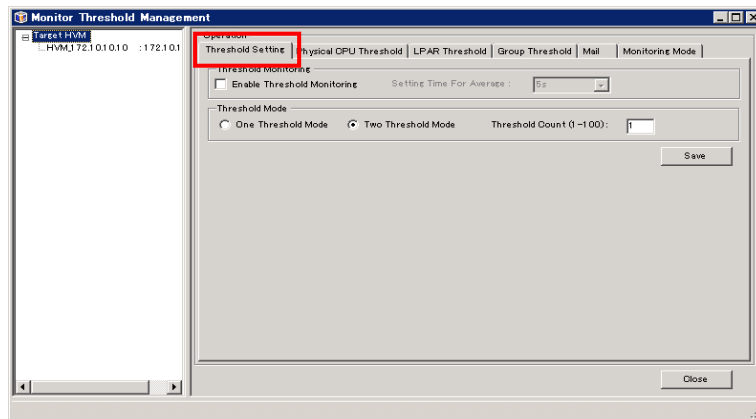 Monitor Threshold Management
Target HVM
HVM_172.10.10.10 :172.10.1
Operation
Threshold Setting Physical CPU Threshold LPAR Threshold Group Threshold Mail Monitoring Mode
Threshold Monitoring
Enable Threshold Monitoring Setting Time For Average : 5s
Threshold Mode
One Threshold Mode Two Threshold Mode Threshold Count (1-100): 1
Save
Close